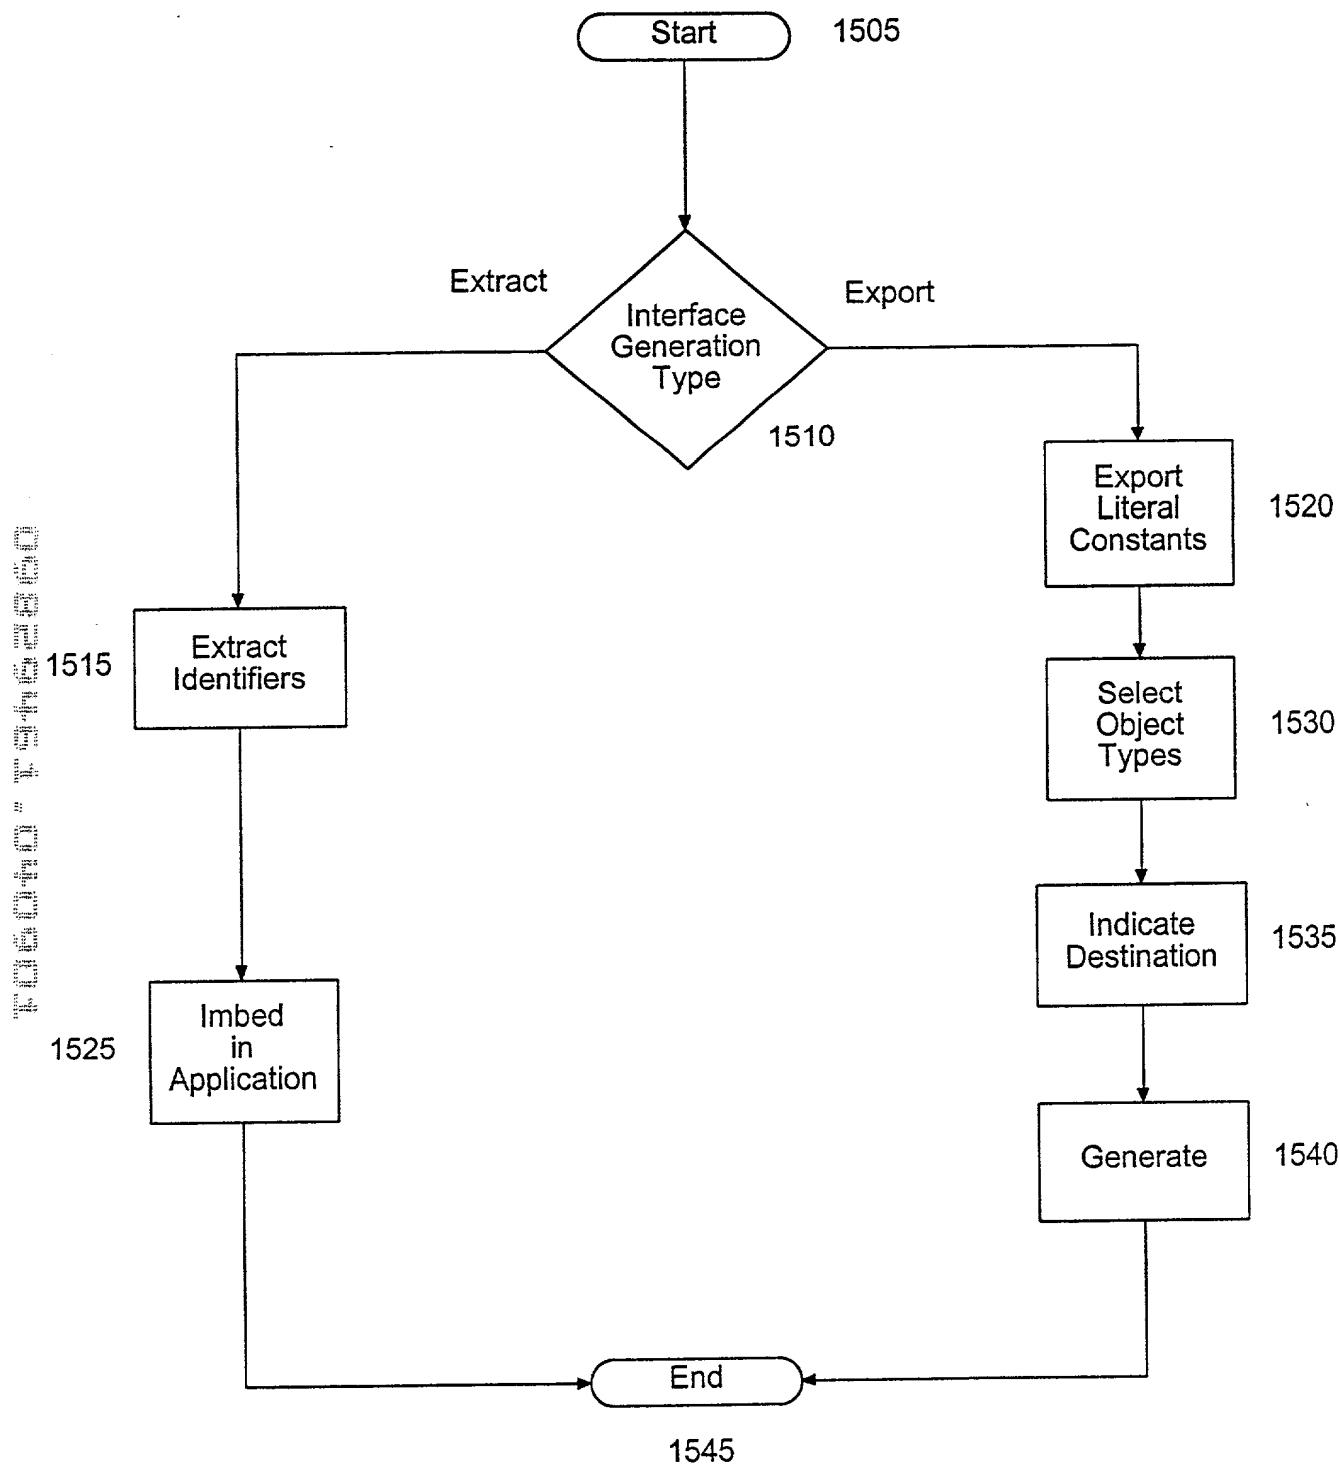 Start
1505
Extract
Export
Interface
Generation
Type
1510
Export
Literal
Constants
1520
Extract
Identifiers
1515
Select
Object
Types
1530
Indicate
Destination
1535
Imbed
in
Application
1525
Generate
1540
End
1545